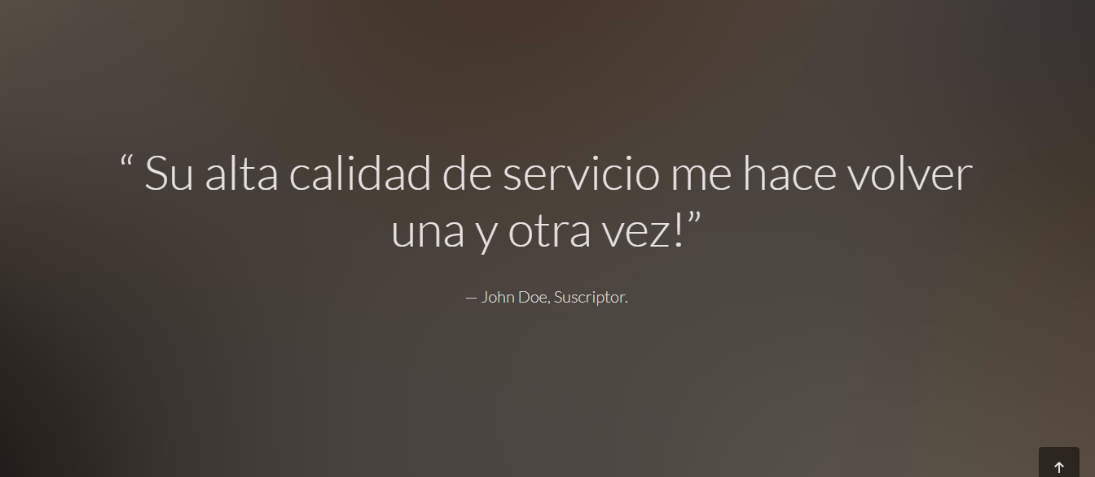 “ Su alta calidad de servicio me hace volver
una y otra vez!”
— John Doe, Suscriptor.